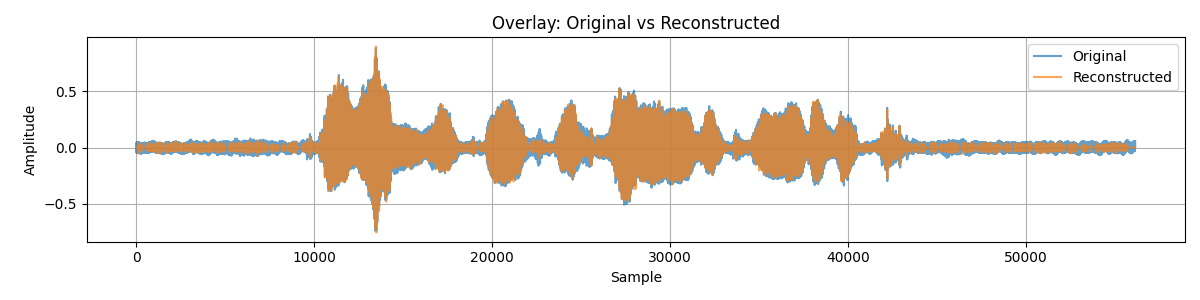 Overlay: Original vs Reconstructed
Original
Reconstructed
Amplitude
0.5
0.0
−0.5
0
10000
20000
30000
40000
50000
Sample